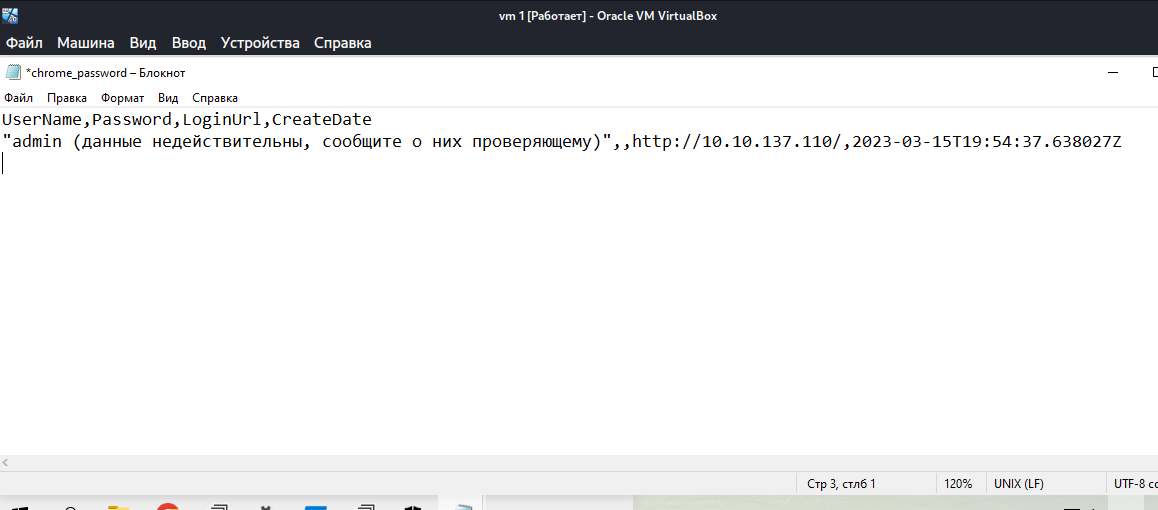 vm 1 [Работает] - Oracle VM VirtualBox
Файл Машина Вид Ввод Устройства Справка
*chrome_password – Блокнот
Файл Правка Формат Вид Справка
UserName,Password,LoginUrl,CreateDate
"admin (данные недействительны, сообщите о них проверяющему)",,http://10.10.137.110/,2023-03-15T19:54:37.638027Z
Стр 3, стлб 1 120% UNIX (LF) UTF-8